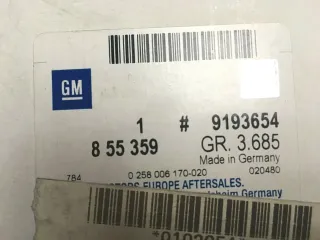 GM
1 # 9193654
8 55 359 GR. 3.685
Made in Germany
784 0 258 006 170-020 020480
EUROPE AFTERSALES.
Germany